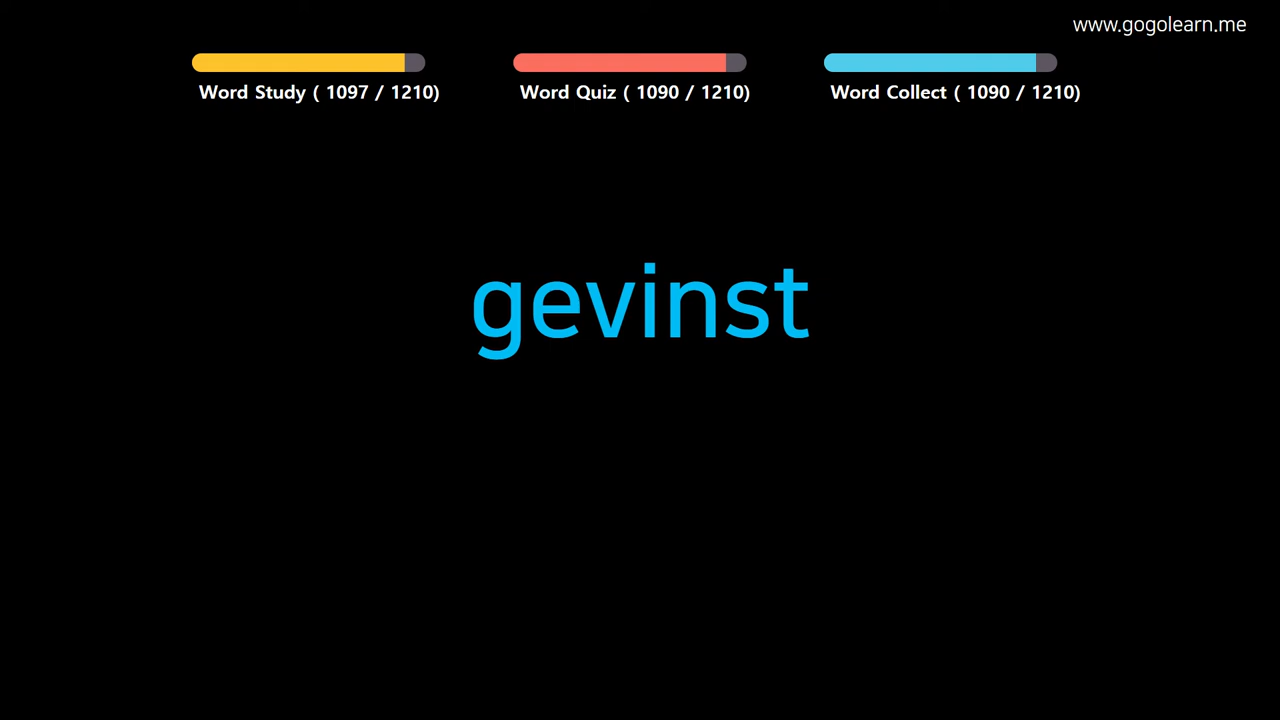 www.gogolearn.me
Word Study ( 1097 / 1210)
Word Quiz ( 1090 / 1210)
Word Collect ( 1090 / 1210)
gevinst